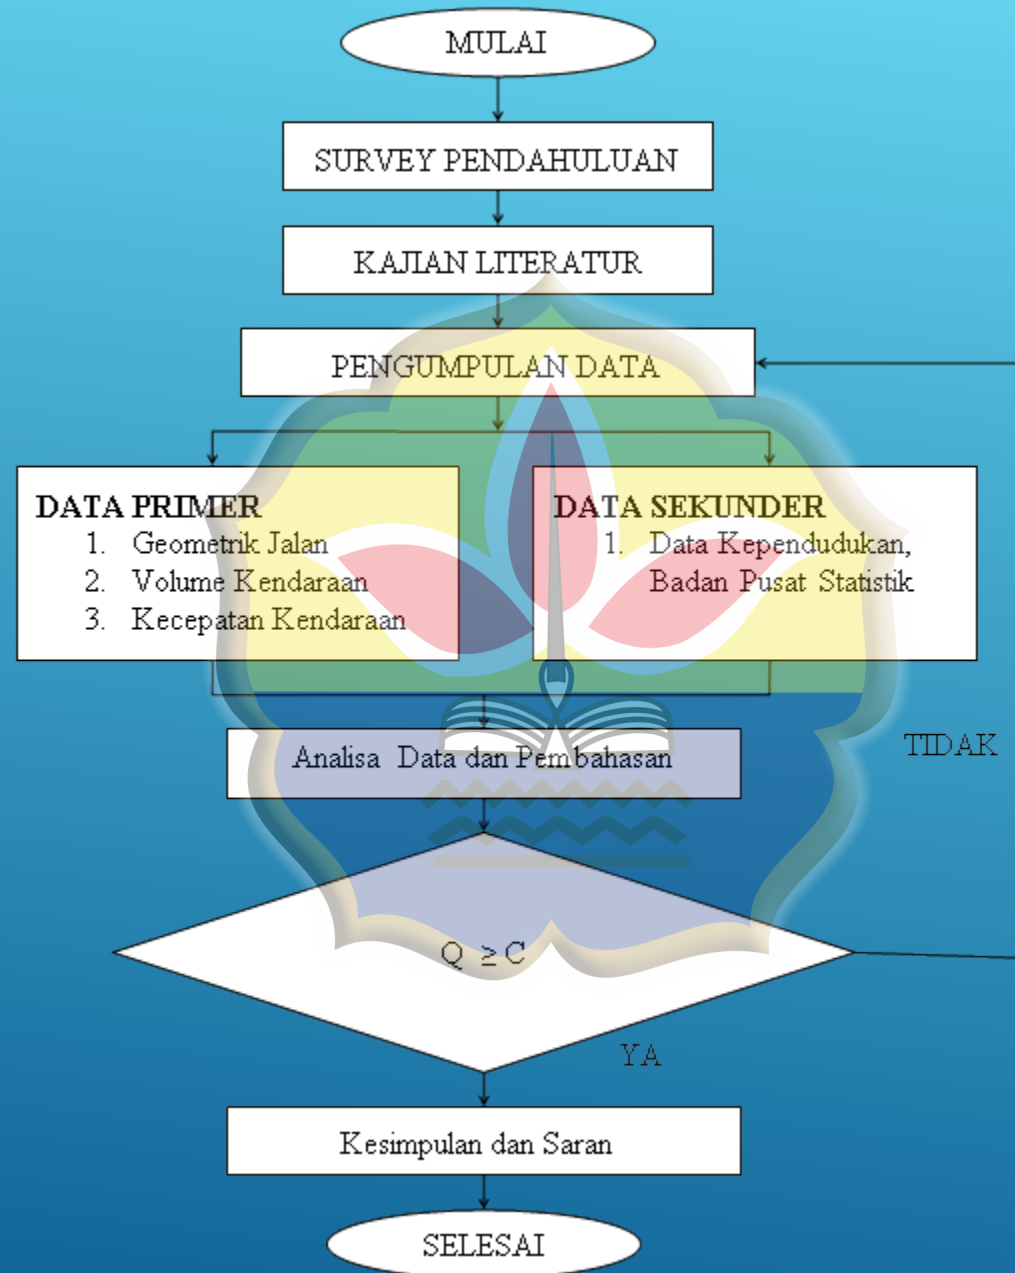 MULAI
SURVEY PENDAHULUAN
KAJIAN LITERATUR
PENGUMPULAN DATA
DATA PRIMER
1. Geometrik Jalan
2. Volume Kendaraan
3. Kecepatan Kendaraan
DATA SEKUNDER
1. Data Kependudukan,
Badan Pusat Statistik
Analisa Data dan Pembahasan
TIDAK
Q ≥ C
YA
Kesimpulan dan Saran
SELESAI